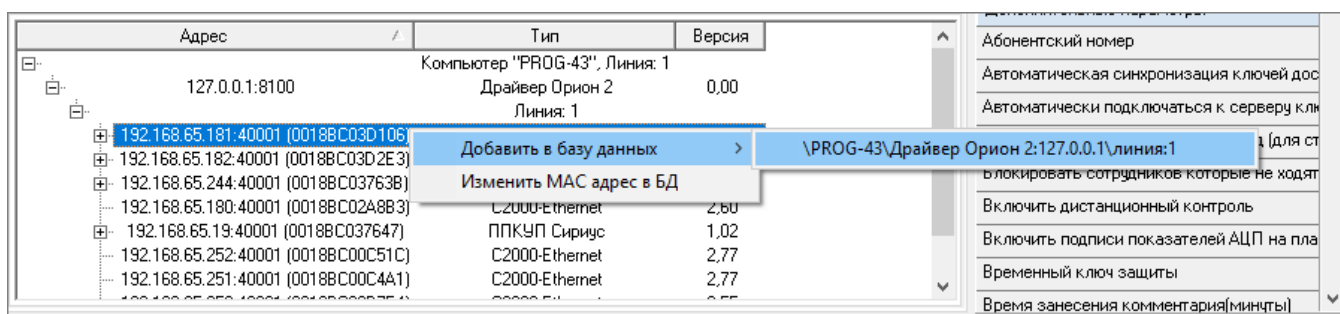 Адрес Тип Версия
Компьютер "PROG-43", Линия: 1
127.0.0.1:8100 Драйвер Орион 2 0,00
Линия: 1
192.168.65.181:40001 (0018BC03D106)
192.168.65.182:40001 (0018BC03D2E3)
192.168.65.244:40001 (0018BC03763B)
192.168.65.180:40001 (0018BC02A8B3) C2000-Ethernet 2,60
192.168.65.19:40001 (0018BC037647) ППКУП Сириус 1,02
192.168.65.252:40001 (0018BC00C51C) C2000-Ethernet 2,77
192.168.65.251:40001 (0018BC00C4A1) C2000-Ethernet 2,77
Добавить в базу данных >
Изменить MAC адрес в БД
\PROG-43\Драйвер Орион 2:127.0.0.1\линия:1
Абонентский номер
Автоматическая синхронизация ключей дос
Автоматически подключаться к серверу клю
(для ст
Блокировать сотрудников которые не ходят
Включить дистанционный контроль
Включить подписи показателей АЦП на пла
Временный ключ защиты
Время занесения комментария(минуты)